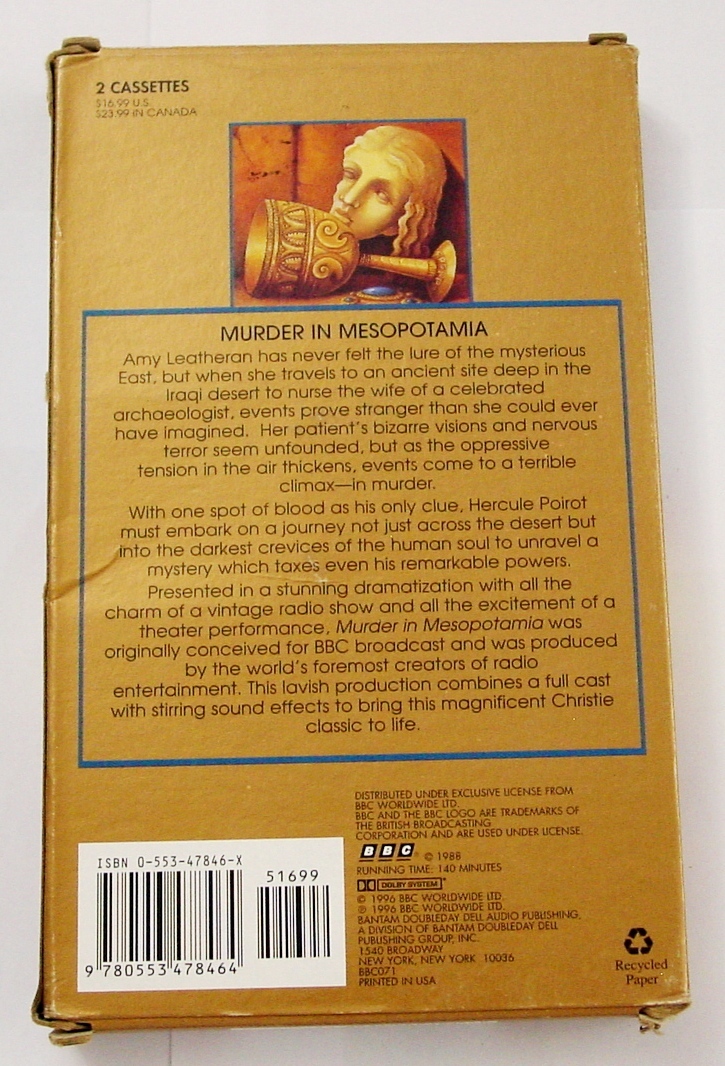 2 CASSETTES
$16.99 U.S.
$23.99 IN CANADA
MURDER IN MESOPOTAMIA
Amy Leatheran has never felt the lure of the mysterious
East, but when she travels to an ancient site deep in the
Iraqi desert to nurse the wife of a celebrated
archaeologist, events prove stranger than she could ever
have imagined. Her patient's bizarre visions and nervous
terror seem unfounded, but as the oppressive
tension in the air thickens, events come to a terrible
climax—in murder.
With one spot of blood as his only clue, Hercule Poirot
must embark on a journey not just across the desert but
into the darkest crevices of the human soul to unravel a
mystery which taxes even his remarkable powers.
Presented in a stunning dramatization with all the
charm of a vintage radio show and all the excitement of a
theater performance, Murder in Mesopotamia was
originally conceived for BBC broadcast and was produced
by the world's foremost creators of radio
entertainment. This lavish production combines a full cast
with stirring sound effects to bring this magnificent Christie
classic to life.
DISTRIBUTED UNDER EXCLUSIVE LICENSE FROM
BBC WORLDWIDE LTD.
BBC AND THE BBC LOGO ARE TRADEMARKS OF
THE BRITISH BROADCASTING
CORPORATION AND ARE USED UNDER LICENSE.
BBC © 1988
RUNNING TIME: 140 MINUTES
DOLBY SYSTEM
© 1996 BBC WORLDWIDE LTD.
℗ 1996 BBC WORLDWIDE LTD.
BANTAM DOUBLEDAY DELL AUDIO PUBLISHING,
A DIVISION OF BANTAM DOUBLEDAY DELL
PUBLISHING GROUP, INC.
1540 BROADWAY
NEW YORK, NEW YORK 10036
BBC071
PRINTED IN USA
ISBN 0-553-47846-X
51699
9 780553 478464
Recycled
Paper